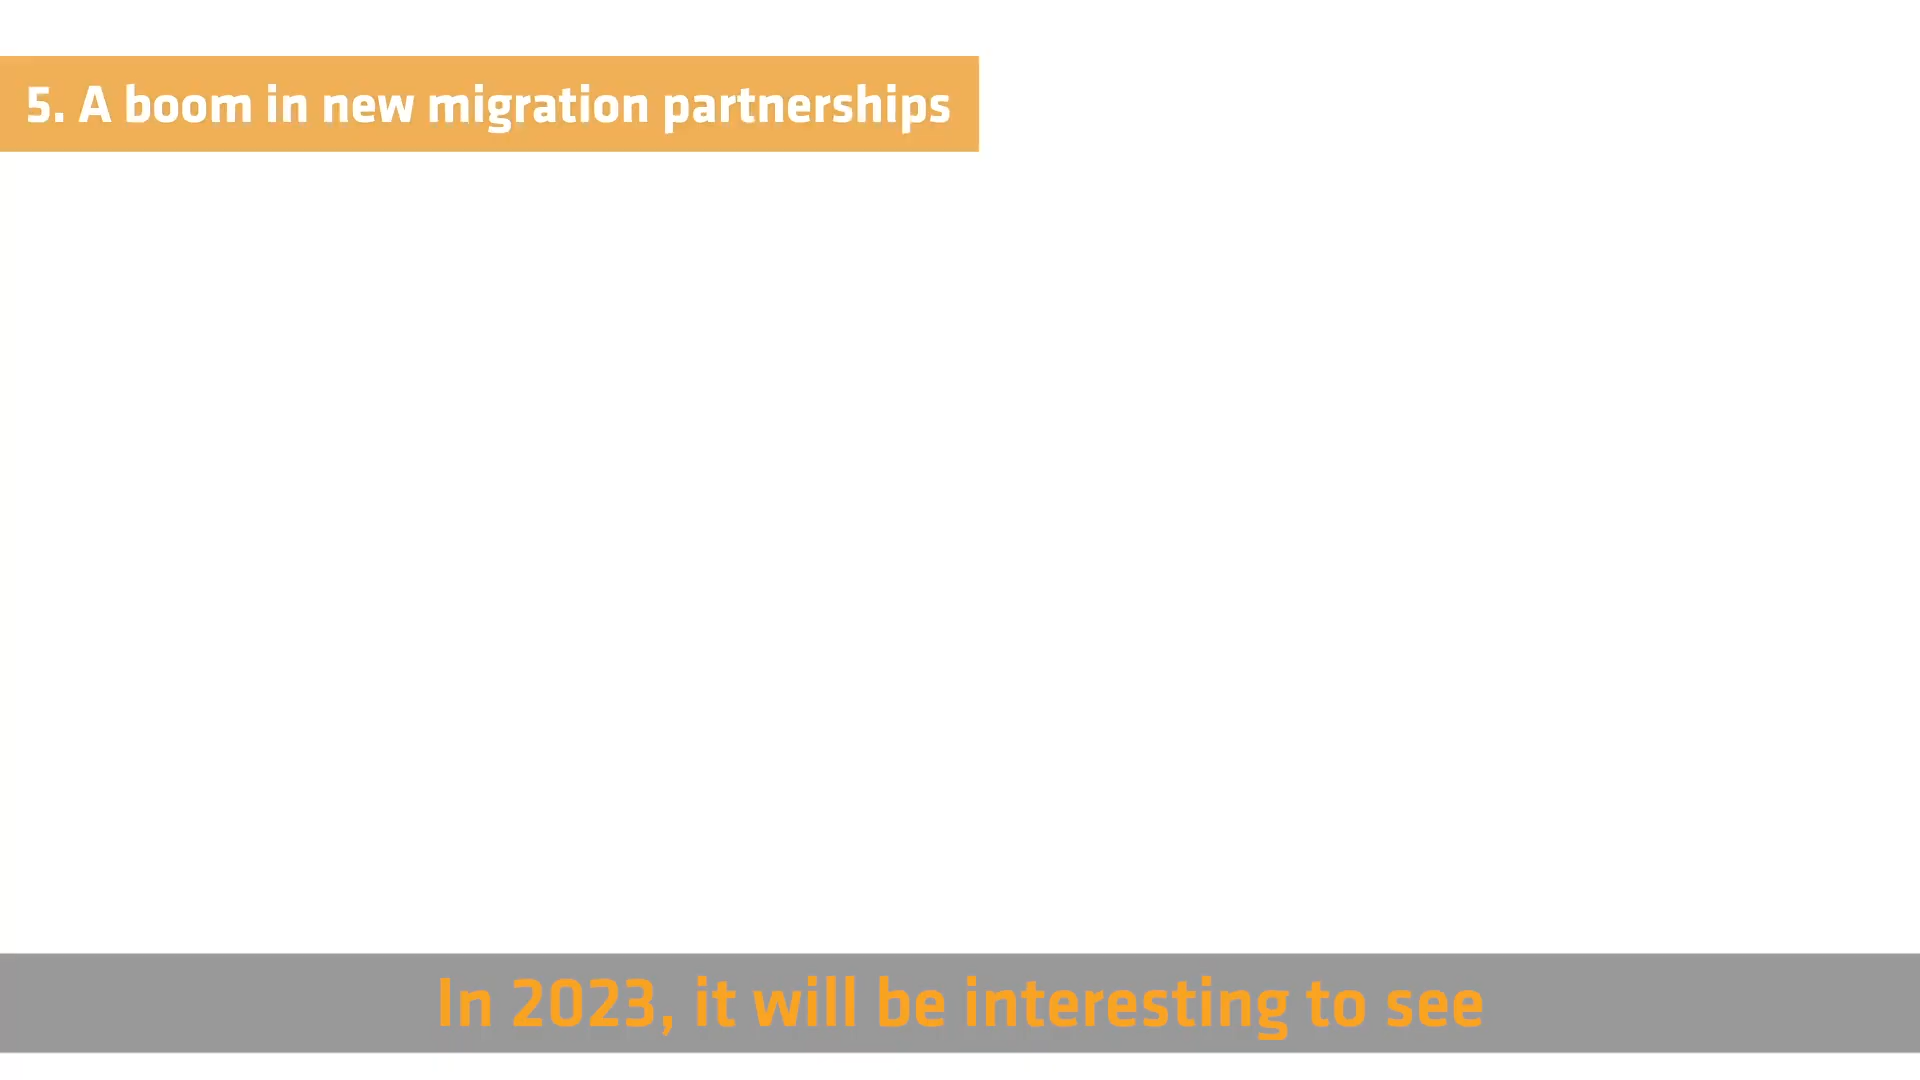 5. A boom in new migration partnerships
In 2023, it will be interesting to see